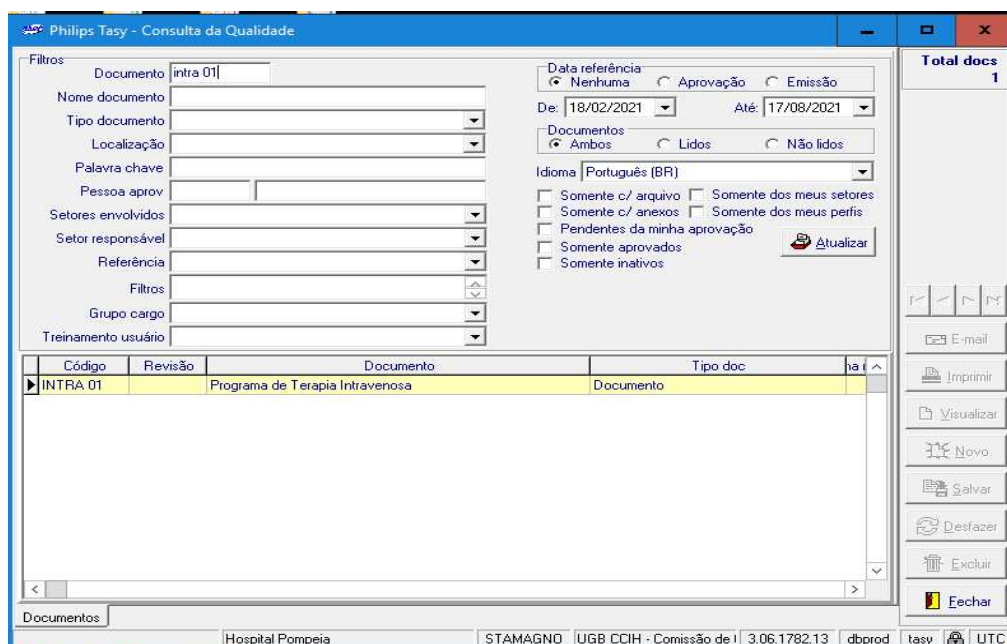 Philips Tasy - Consulta da Qualidade
Filtros
Documento intra 01
Nome documento
Tipo documento
Localização
Palavra chave
Pessoa aprov
Setores envolvidos
Setor responsável
Referência
Filtros
Grupo cargo
Treinamento usuário
Data referência
Nenhuma Aprovação Emissão
De: 18/02/2021 Até: 17/08/2021
Documentos
Ambos Lidos Não lidos
Idioma Português (BR)
Somente c/ arquivo Somente dos meus setores
Somente c/ anexos Somente dos meus perfis
Pendentes da minha aprovação
Somente aprovados
Somente inativos
Atualizar
Total docs
1
Código Revisão Documento Tipo doc
INTRA 01 Programa de Terapia Intravenosa Documento
E-mail
Imprimir
Visualizar
Novo
Salvar
Desfazer
Excluir
Fechar
Documentos
Hospital Pompeia STAMAGNO UGB CCIH - Comissão de 3.06.1782.13 dbprod tasy UTC